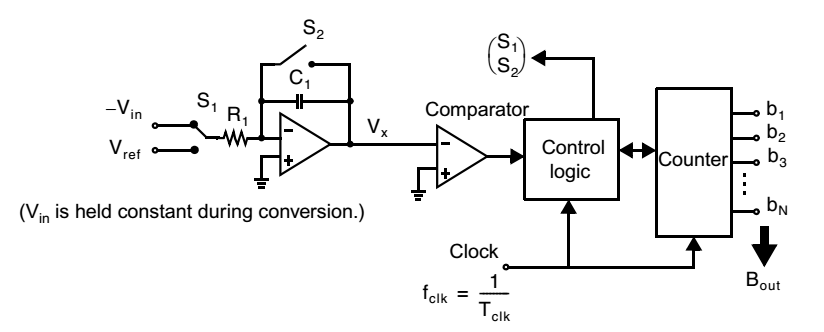 S2
S1
C1
−Vin
S1
R1
Vref
Vx
Comparator
(S1
S2)
Control
logic
Counter
b1
b2
b3
bN
Bout
(Vin is held constant during conversion.)
Clock
fclk = 1
Tclk
− +
− +